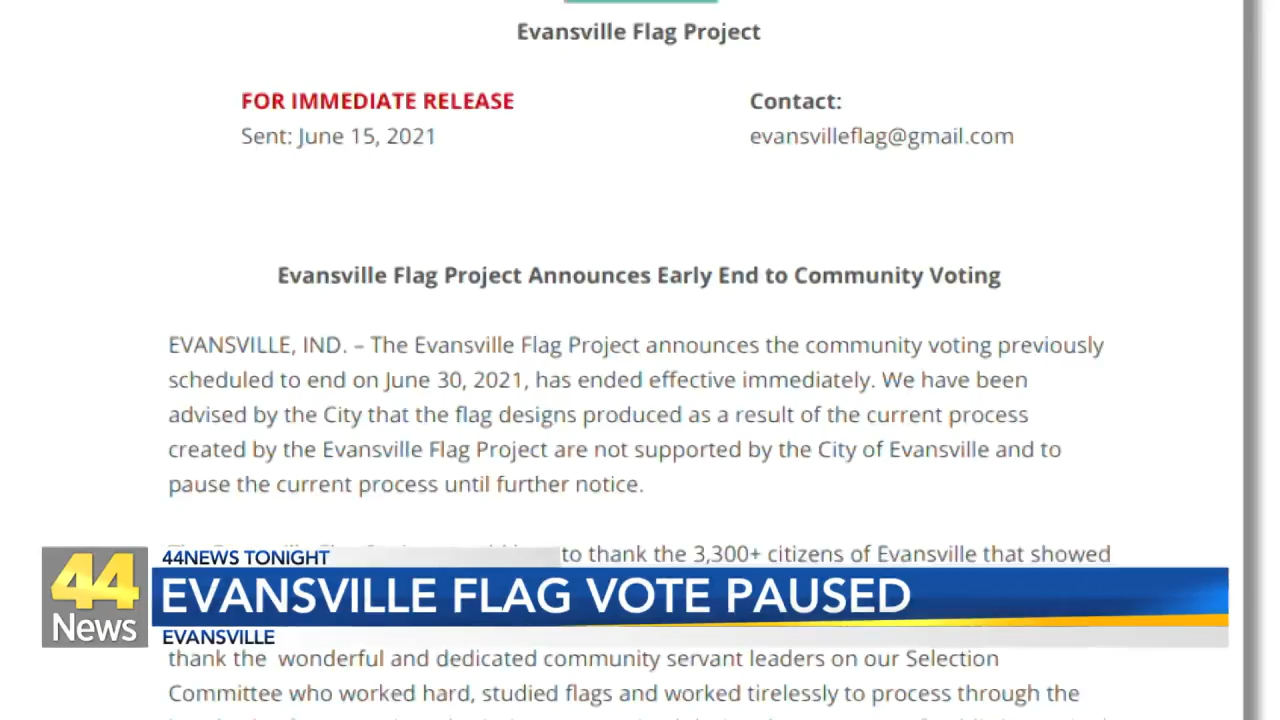 Evansville Flag Project
FOR IMMEDIATE RELEASE
Contact:
Sent: June 15, 2021
evansvilleflag@gmail.com
Evansville Flag Project Announces Early End to Community Voting
EVANSVILLE, IND. – The Evansville Flag Project announces the community voting previously
scheduled to end on June 30, 2021, has ended effective immediately. We have been
advised by the City that the flag designs produced as a result of the current process
created by the Evansville Flag Project are not supported by the City of Evansville and to
pause the current process until further notice.
to thank the 3,300+ citizens of Evansville that showed
44NEWS TONIGHT
44
News
EVANSVILLE FLAG VOTE PAUSED
EVANSVILLE
thank the wonderful and dedicated community servant leaders on our Selection
Committee who worked hard, studied flags and worked tirelessly to process through the